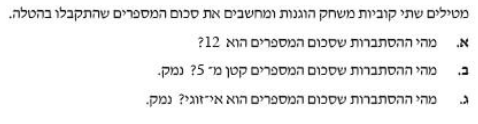 מטילים שתי קוביות משחק הוגנות ומחשבים את סכום המספרים שהתקבלו בהטלה.
א. מהי ההסתברות שסכום המספרים הוא 12?
ב. מהי ההסתברות שסכום המספרים קטן מ־ 5? נמק.
ג. מהי ההסתברות שסכום המספרים הוא אי־זוגי? נמק.